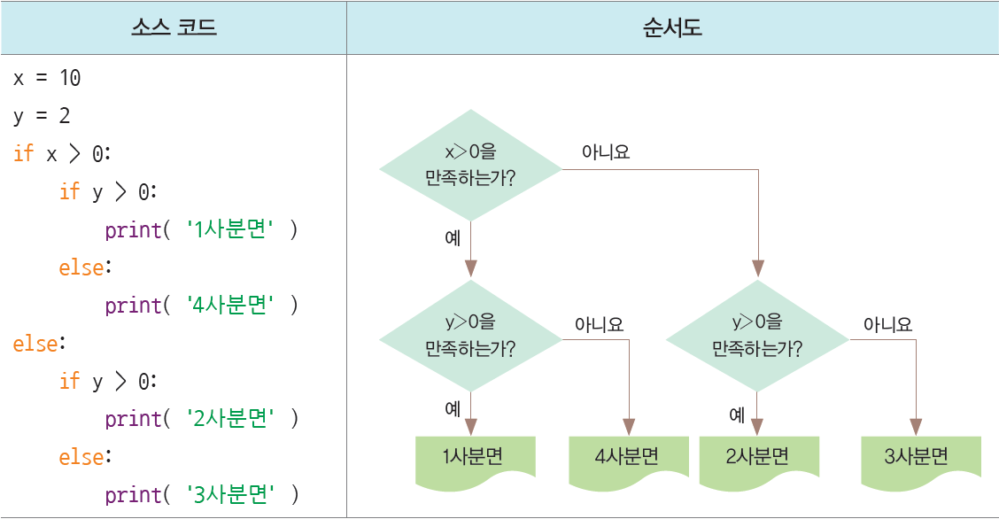 소스 코드
순서도
x = 10
y = 2
if x > 0:
    if y > 0:
        print( '1사분면' )
    else:
        print( '4사분면' )
else:
    if y > 0:
        print( '2사분면' )
    else:
        print( '3사분면' )
x>0을
만족하는가?
아니요
예
y>0을
만족하는가?
아니요
y>0을
만족하는가?
아니요
예
예
1사분면
4사분면
2사분면
3사분면